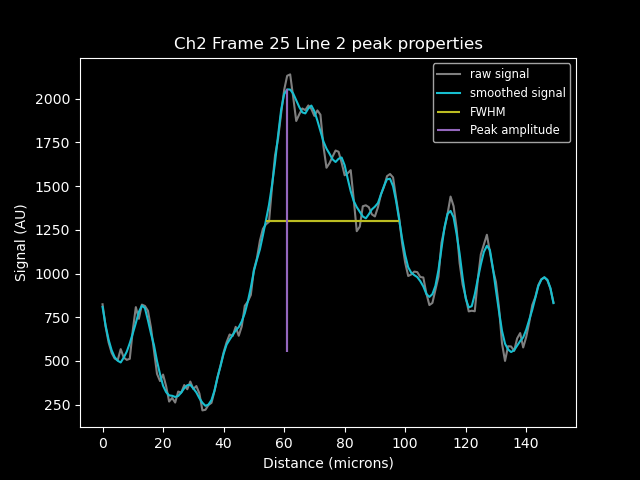 Ch2 Frame 25 Line 2 peak properties
raw signal
smoothed signal
FWHM
Peak amplitude
Signal (AU)
2000
1750
1500
1250
1000
750
500
250
0 20 40 60 80 100 120 140
Distance (microns)